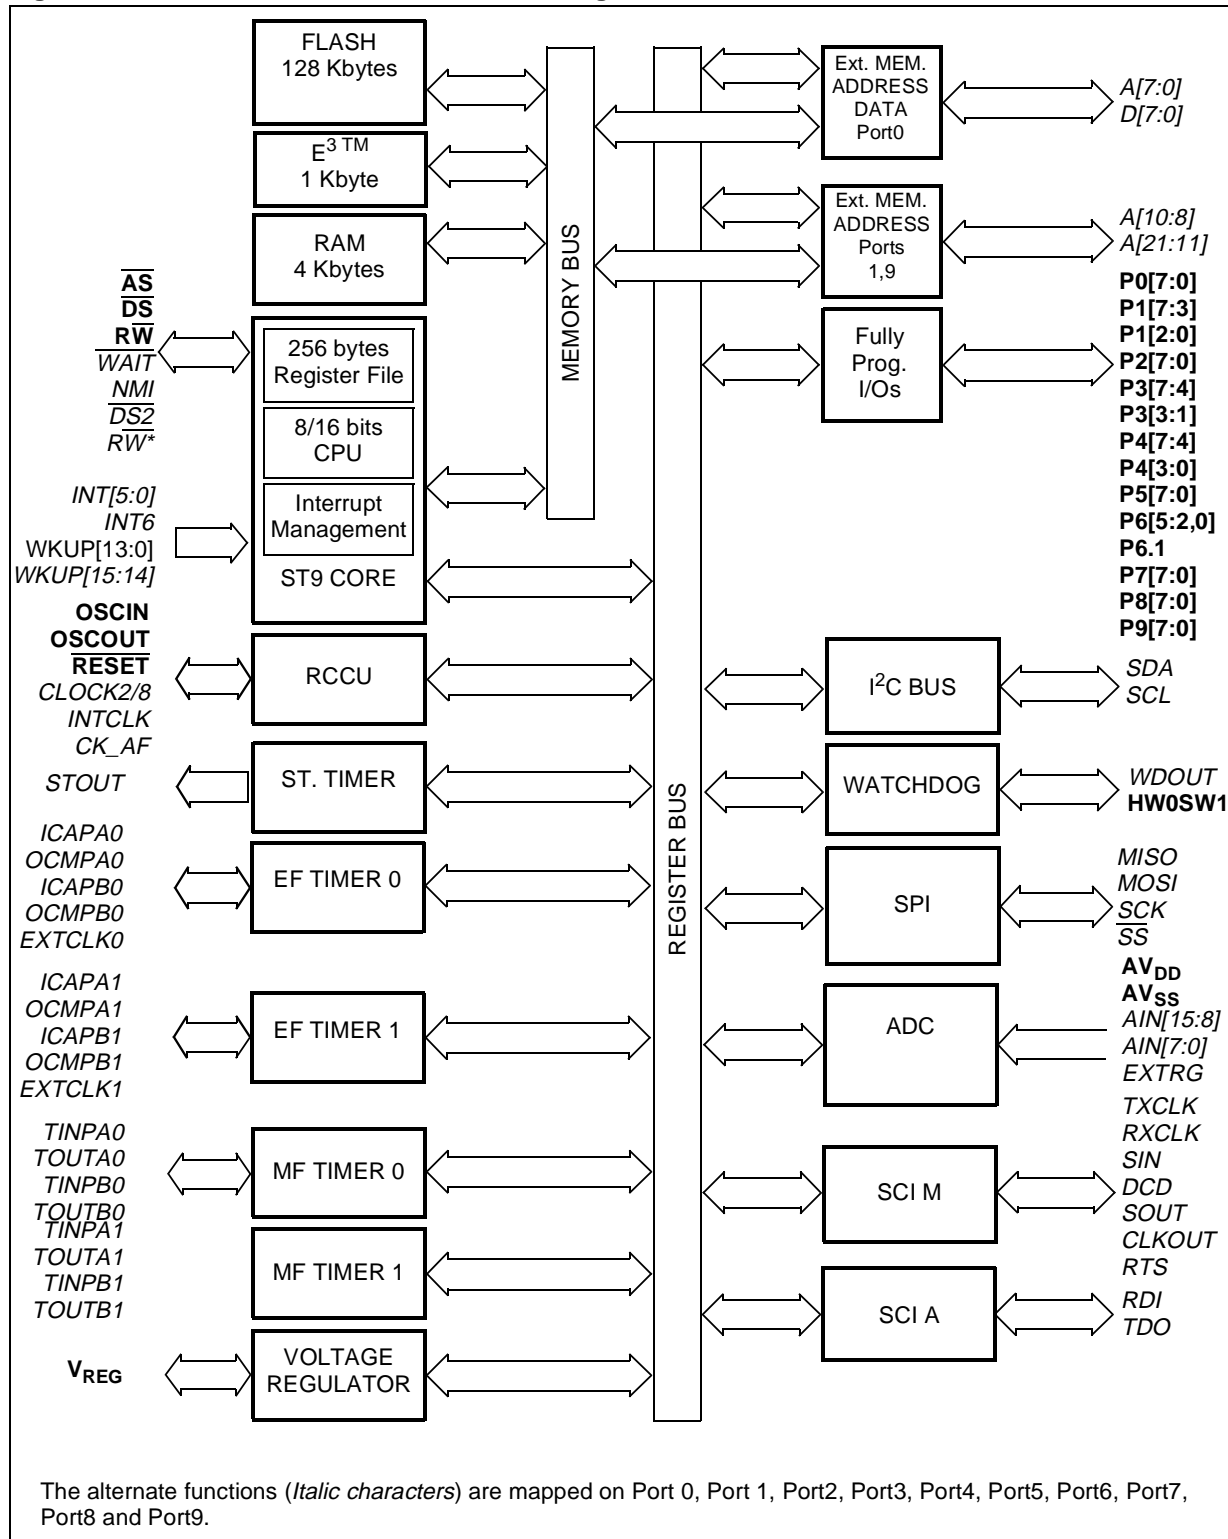 FLASH
128 Kbytes
E3 TM
1 Kbyte
RAM
4 Kbytes
AS
DS
RW
WAIT
NMI
DS2
RW*
256 bytes
Register File
8/16 bits
CPU
Interrupt
Management
ST9 CORE
INT[5:0]
INT6
WKUP[13:0]
WKUP[15:14]
OSCIN
OSCOUT
RESET
CLOCK2/8
INTCLK
CK_AF
RCCU
STOUT
ST. TIMER
ICAPA0
OCMPA0
ICAPB0
OCMPB0
EXTCLK0
EF TIMER 0
ICAPA1
OCMPA1
ICAPB1
OCMPB1
EXTCLK1
EF TIMER 1
TINPA0
TOUTA0
TINPB0
TOUTB0
MF TIMER 0
TINPA1
TOUTA1
TINPB1
TOUTB1
MF TIMER 1
VREG
VOLTAGE
REGULATOR
MEMORY BUS
REGISTER BUS
Ext. MEM.
ADDRESS
DATA
Port0
A[7:0]
D[7:0]
Ext. MEM.
ADDRESS
Ports
1,9
A[10:8]
A[21:11]
Fully
Prog.
I/Os
P0[7:0]
P1[7:3]
P1[2:0]
P2[7:0]
P3[7:4]
P3[3:1]
P4[7:4]
P4[3:0]
P5[7:0]
P6[5:2,0]
P6.1
P7[7:0]
P8[7:0]
P9[7:0]
I2C BUS
SDA
SCL
WATCHDOG
WDOUT
HW0SW1
SPI
MISO
MOSI
SCK
SS
ADC
AVDD
AVSS
AIN[15:8]
AIN[7:0]
EXTRG
SCI M
TXCLK
RXCLK
SIN
DCD
SOUT
CLKOUT
RTS
SCI A
RDI
TDO
The alternate functions (Italic characters) are mapped on Port 0, Port 1, Port2, Port3, Port4, Port5, Port6, Port7,
Port8 and Port9.